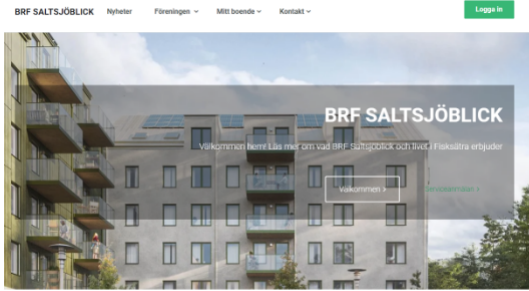 BRF SALTSJÖBLICK Nyheter Föreningen Mitt boende Kontakt Logga in
BRF SALTSJÖBLICK
Välkommen hem! Läs mer om vad BRF Saltsjöblick och livet i Fisksätra erbjuder
Välkommen >